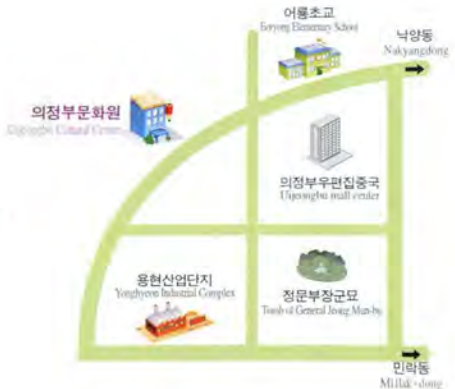 어룡초교
Eoryong Elementary School
낙양동
Nakyangdong
의정부문화원
Uijeongbu Cultural Center
의정부우편집중국
Uijeongbu mail center
용현산업단지
Yonghyeon Industrial Complex
정문부장군묘
Tomb of General Jeong Mun-bu
민락동
Millak-dong